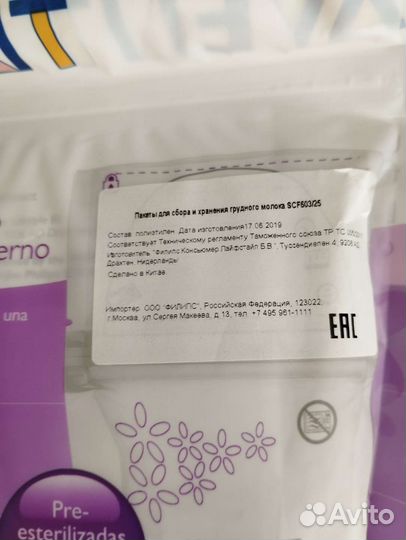 AVENT
Пакеты для сбора и хранения грудного молока SCF603/25
Состав: полиэтилен. Дата изготовления17.06.2019
Соответствует Техническому регламенту Таможенного союза ТР ТС
Изготовитель: "Филипс Консьюмер Лайфстайл Б.В.", Туссендиепен 4, 9206 AD,
Драхтен, Нидерланды
Сделано в Китае.
erno
una
Импортер: ООО "ФИЛИПС", Российская Федерация, 123022,
г.Москва, ул.Сергея Макеева, д.13, тел. +7 495 961-1111
EAC
Pre-
esterilizadas
Avito